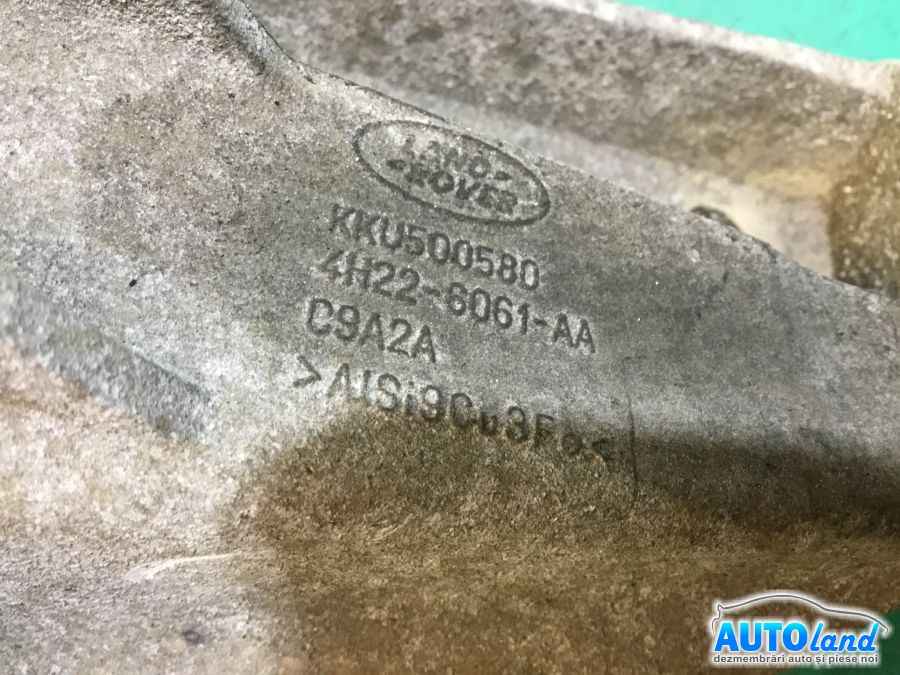 LAND-
ROVER
KKU500580
4H22-6061-AA
C9A2A
>AlSi9Cu3Fe<
AUTOland
dezmembrări auto și piese noi